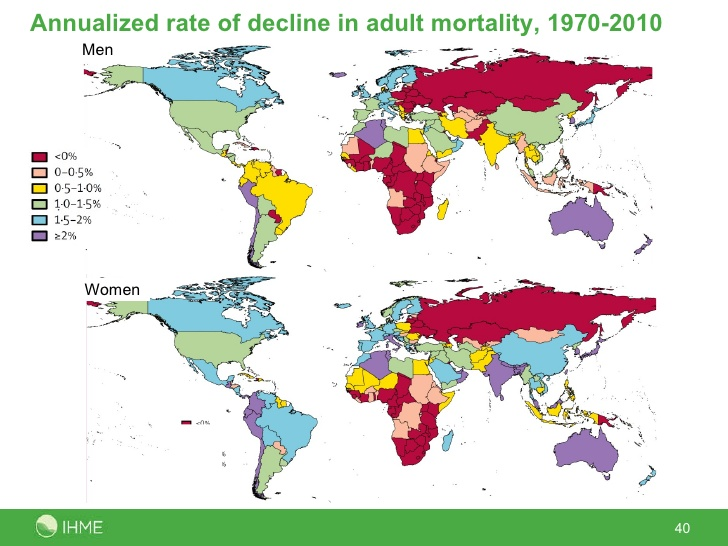 Annualized rate of decline in adult mortality, 1970-2010
Men
<0%
0–0·5%
0·5–1·0%
1·0–1·5%
1·5–2%
≥2%
Women
<0%
IHME
40